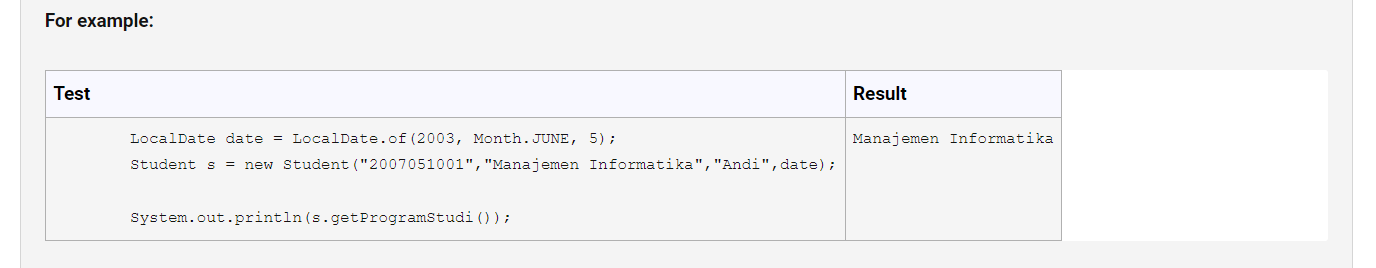 For example:
Test Result
LocalDate date = LocalDate.of(2003, Month.JUNE, 5); Manajemen Informatika
Student s = new Student("2007051001","Manajemen Informatika","Andi",date);
System.out.println(s.getProgramStudi());